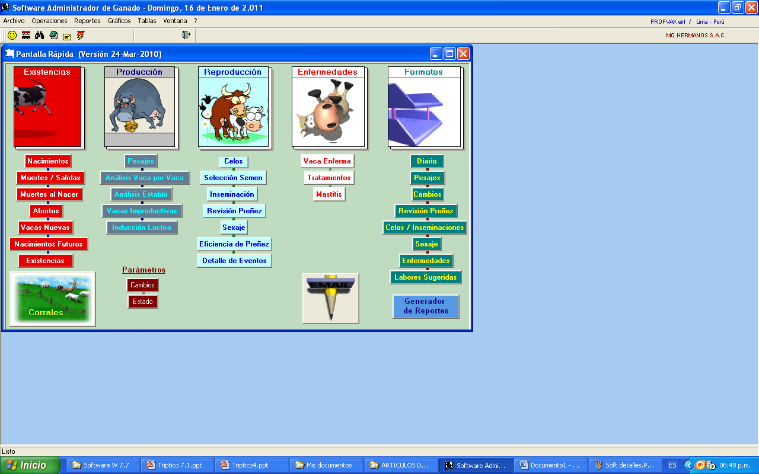 Software Administrador de Ganado - Domingo, 16 de Enero de 2,011
Archivo Operaciones Reportes Gráficos Tablas Ventana ?
PROFVAK eirl / Lima - Perú
MIO HERMANOS S.A.C
Pantalla Rápida (Versión 24-Mar-2010)
Existencias
Nacimientos
Muertes / Salidas
Muertes al Nacer
Abortos
Vacas Nuevas
Nacimientos Futuros
Existencias
Corrales
Producción
Pesajes
Análisis Vaca por Vaca
Análisis Establo
Vacas Improductivas
Inducción Lactea
Parámetros
Cambios
Estado
Reproducción
Celos
Selección Semen
Inseminación
Revisión Preñez
Sexaje
Eficiencia de Preñez
Detalle de Eventos
Enfermedades
Vaca Enferma
Tratamientos
Mastitis
EMAIL
Formatos
Diario
Pesajes
Cambios
Revisión Preñez
Celos / Inseminaciones
Sexaje
Enfermedades
Labores Sugeridas
Generador
de Reportes
Listo
Inicio
Software W 7.7
Triptico 7.1.ppt
Triptico4.ppt
Mis documentos
ARTICULOS D...
Software Admi...
Documento1 - ...
Soft detalles.P...
ES
06:48 p.m.